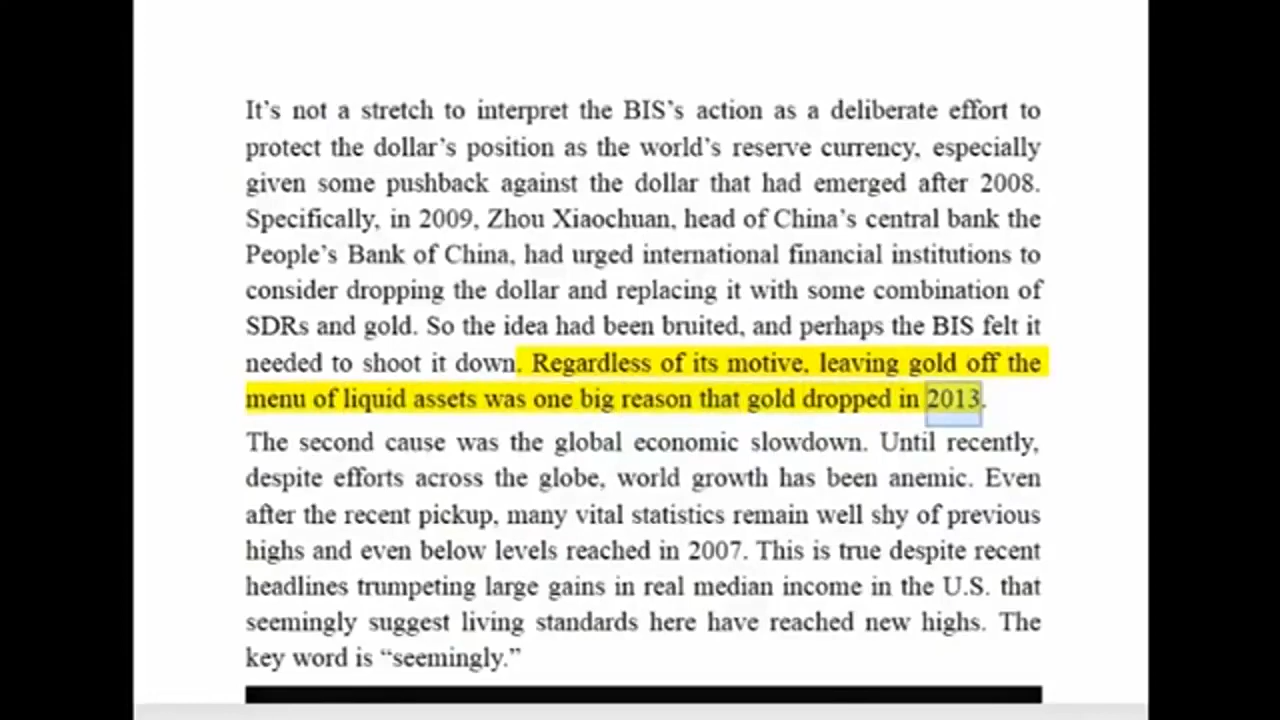 It’s not a stretch to interpret the BIS’s action as a deliberate effort to
protect the dollar’s position as the world’s reserve currency, especially
given some pushback against the dollar that had emerged after 2008.
Specifically, in 2009, Zhou Xiaochuan, head of China’s central bank the
People’s Bank of China, had urged international financial institutions to
consider dropping the dollar and replacing it with some combination of
SDRs and gold. So the idea had been bruited, and perhaps the BIS felt it
needed to shoot it down. Regardless of its motive, leaving gold off the
menu of liquid assets was one big reason that gold dropped in 2013.
The second cause was the global economic slowdown. Until recently,
despite efforts across the globe, world growth has been anemic. Even
after the recent pickup, many vital statistics remain well shy of previous
highs and even below levels reached in 2007. This is true despite recent
headlines trumpeting large gains in real median income in the U.S. that
seemingly suggest living standards here have reached new highs. The
key word is “seemingly.”